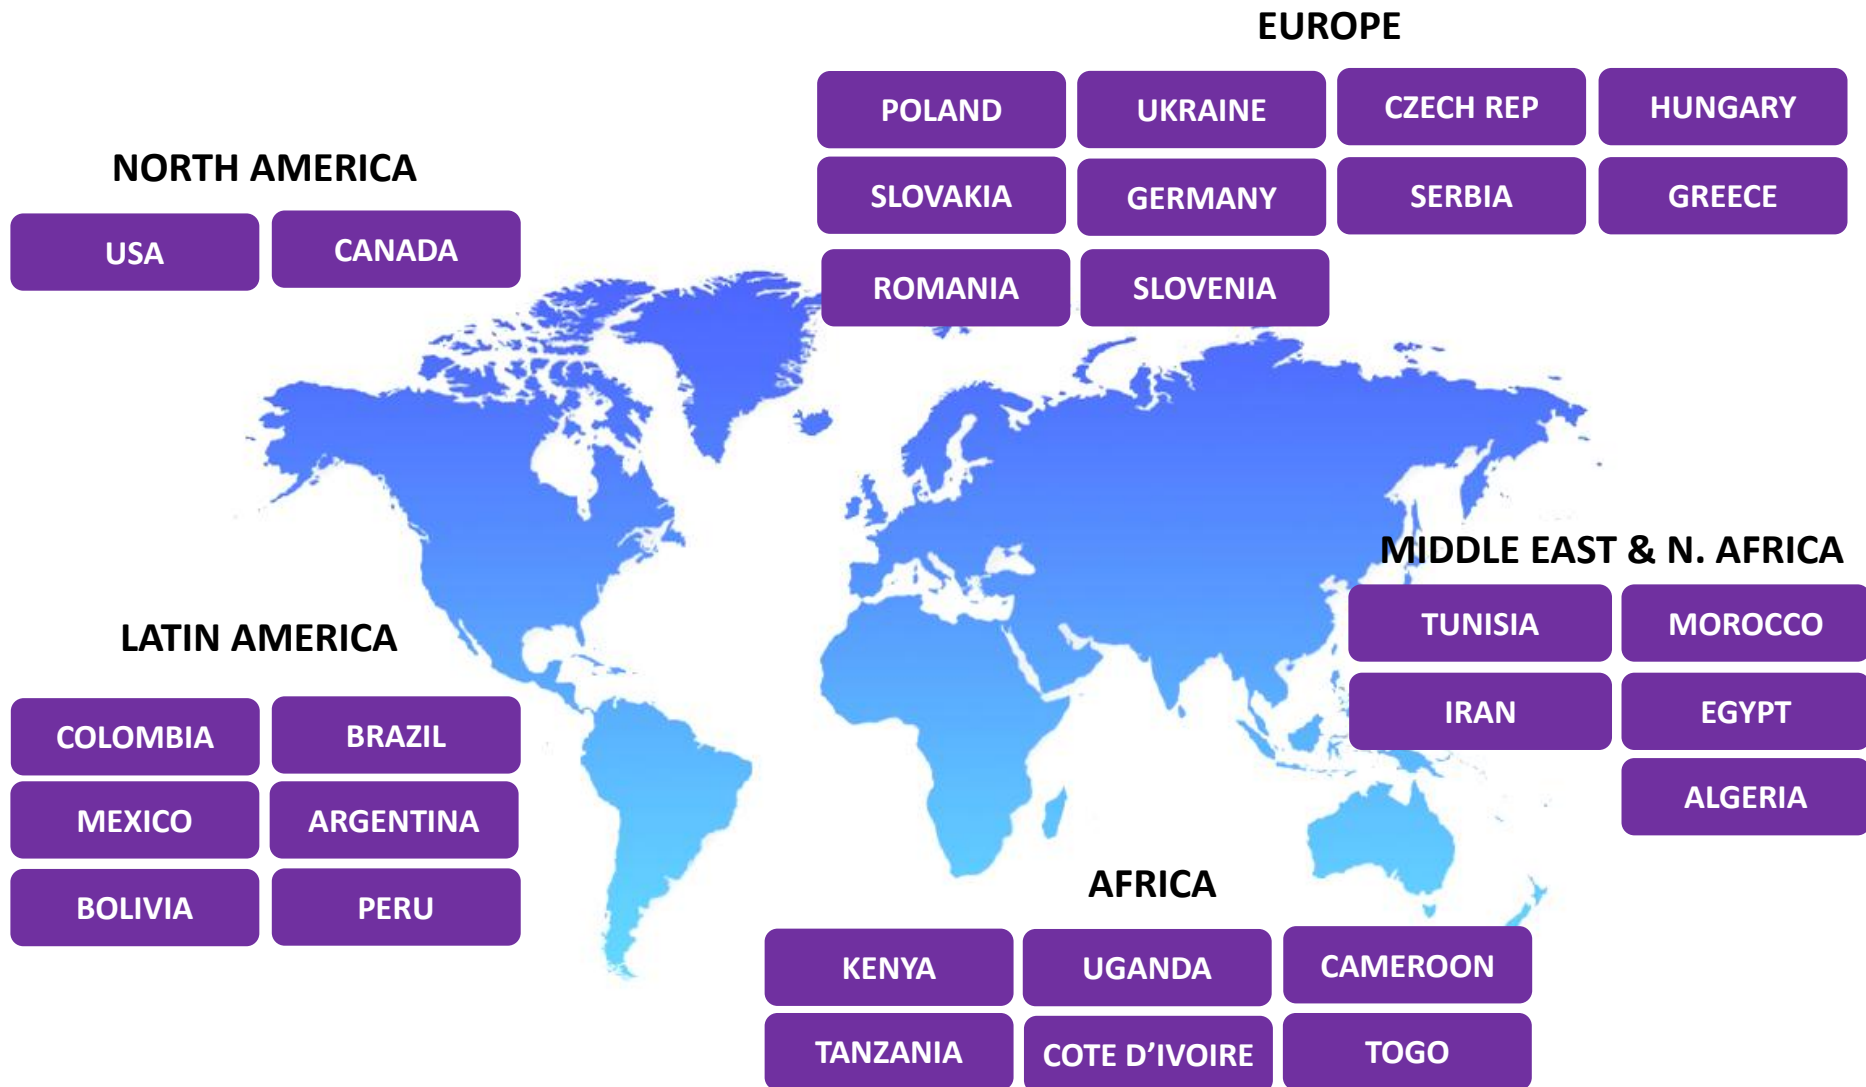 EUROPE
POLAND
UKRAINE
CZECH REP
HUNGARY
SLOVAKIA
GERMANY
SERBIA
GREECE
ROMANIA
SLOVENIA
NORTH AMERICA
USA
CANADA
MIDDLE EAST & N. AFRICA
TUNISIA
MOROCCO
IRAN
EGYPT
ALGERIA
LATIN AMERICA
COLOMBIA
BRAZIL
MEXICO
ARGENTINA
BOLIVIA
PERU
AFRICA
KENYA
UGANDA
CAMEROON
TANZANIA
COTE D’IVOIRE
TOGO